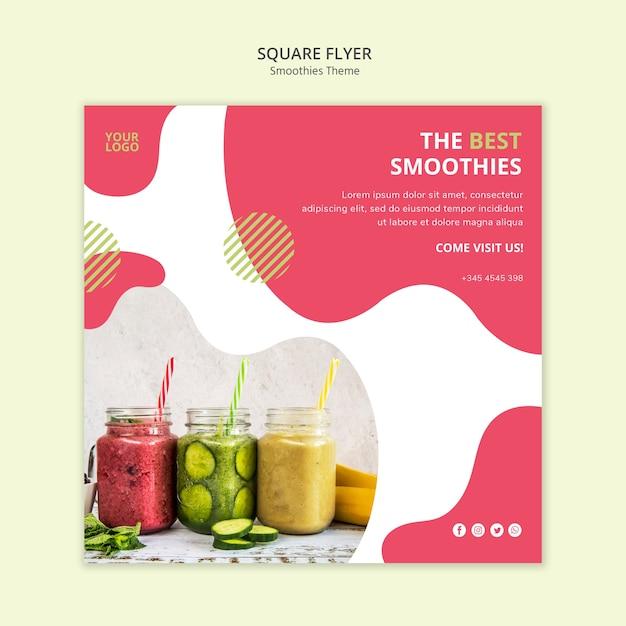 SQUARE FLYER
Smoothies Theme
YOUR
LOGO
THE BEST
SMOOTHIES
Lorem ipsum dolor sit amet, consectetur
adipiscing elit, sed do eiusmod tempor incididunt
ut labore et dolore magna aliqua
COME VISIT US!
+345 4545 398